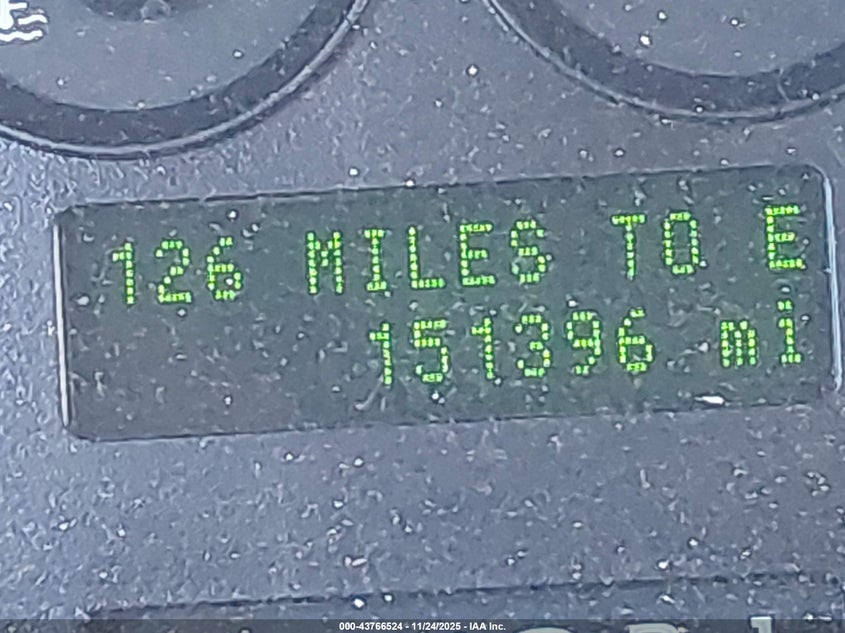 126 MILES TO E
151396 mi
000-43766524 - 11/24/2025 - IAA Inc.